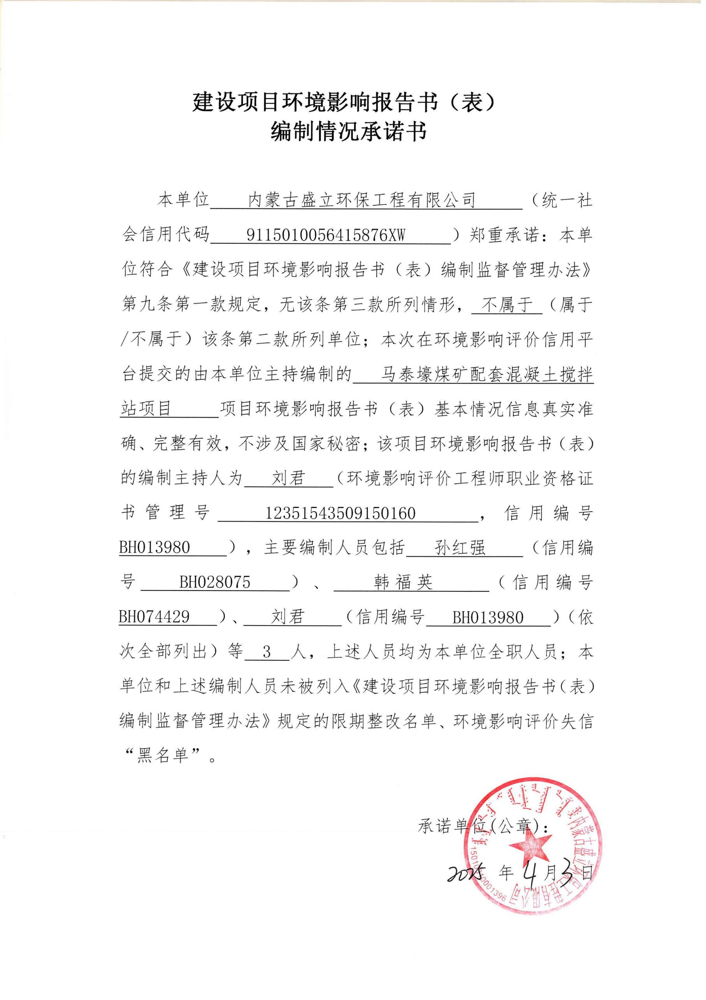 建设项目环境影响报告书（表）
编制情况承诺书
本单位 内蒙古盛立环保工程有限公司 （统一社
会信用代码 9115010056415876XW ）郑重承诺：本单
位符合《建设项目环境影响报告书（表）编制监督管理办法》
第九条第一款规定，无该条第三款所列情形， 不属于 （属于
/不属于）该条第二款所列单位；本次在环境影响评价信用平
台提交的由本单位主持编制的 马泰壕煤矿配套混凝土搅拌
站项目 项目环境影响报告书（表）基本情况信息真实准
确、完整有效，不涉及国家秘密；该项目环境影响报告书（表）
的编制主持人为 刘君 （环境影响评价工程师职业资格证
书管理号 12351543509150160 ，信用编号
BH013980 ），主要编制人员包括 孙红强 （信用编
号 BH028075 ）、 韩福英 （信用编号
BH074429 ）、 刘君 （信用编号 BH013980 ）（依
次全部列出）等 3 人，上述人员均为本单位全职人员；本
单位和上述编制人员未被列入《建设项目环境影响报告书（表）
编制监督管理办法》规定的限期整改名单、环境影响评价失信
“黑名单”。
承诺单位(公章)：
2025 年 4 月 3 日
内蒙古盛立环保工程有限公司